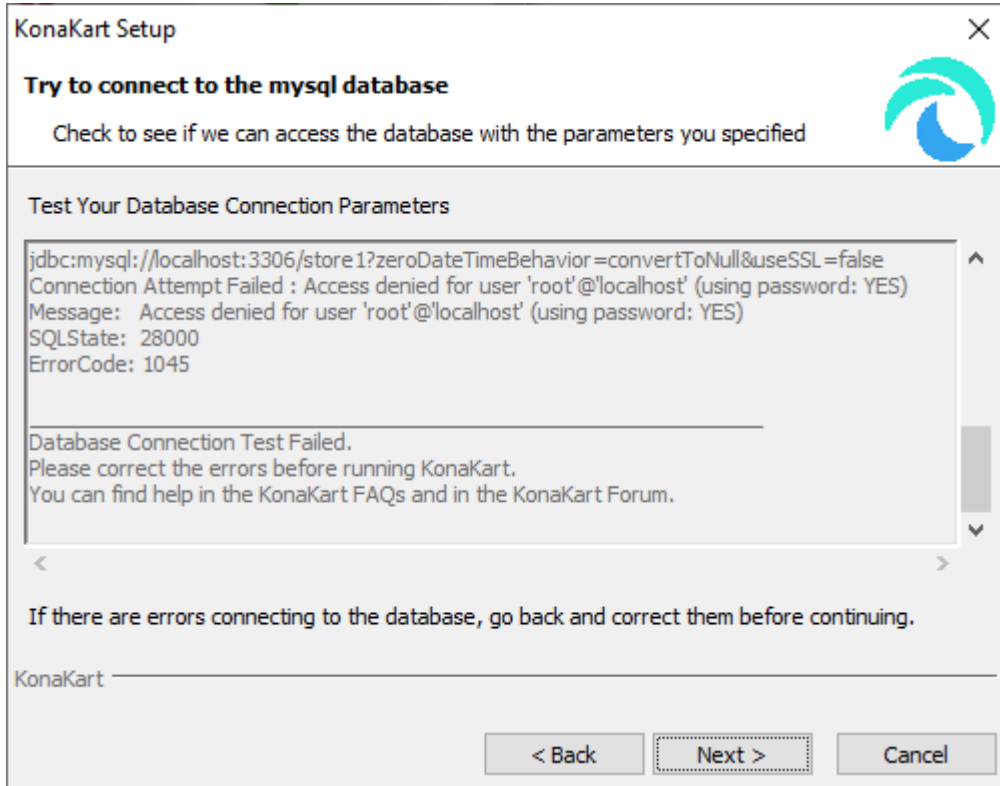 KonaKart Setup
Try to connect to the mysql database
Check to see if we can access the database with the parameters you specified
Test Your Database Connection Parameters
jdbc:mysql://localhost:3306/store1?zeroDateTimeBehavior=convertToNull&useSSL=false
Connection Attempt Failed : Access denied for user 'root'@'localhost' (using password: YES)
Message:   Access denied for user 'root'@'localhost' (using password: YES)
SQLState:  28000
ErrorCode: 1045
Database Connection Test Failed.
Please correct the errors before running KonaKart.
You can find help in the KonaKart FAQs and in the KonaKart Forum.
If there are errors connecting to the database, go back and correct them before continuing.
KonaKart
< Back
Next >
Cancel